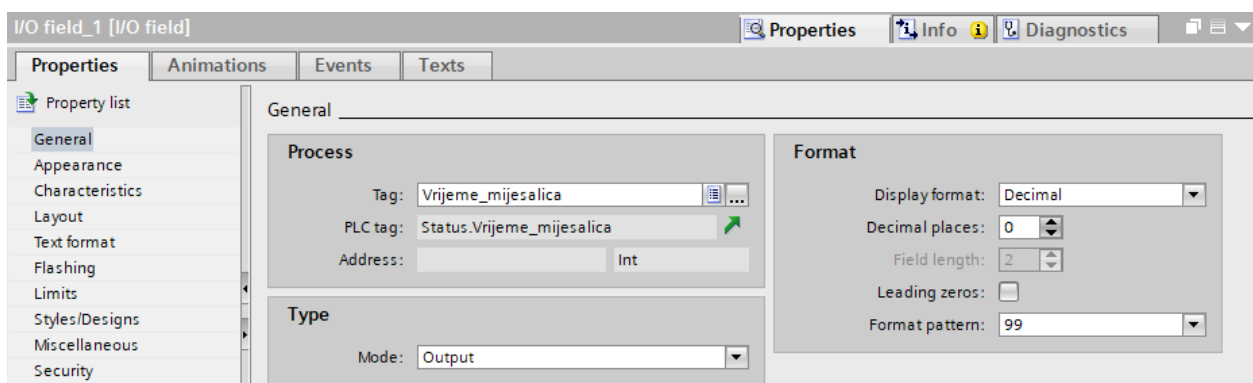 I/O field_1 [I/O field]
Properties
Info
Diagnostics
Properties
Animations
Events
Texts
Property list
General
Appearance
Characteristics
Layout
Text format
Flashing
Limits
Styles/Designs
Miscellaneous
Security
General
Process
Tag: Vrijeme_mijesalica
...
PLC tag: Status.Vrijeme_mijesalica
Address: Int
Type
Mode: Output
Format
Display format: Decimal
Decimal places: 0
Field length: 2
Leading zeros:
Format pattern: 99